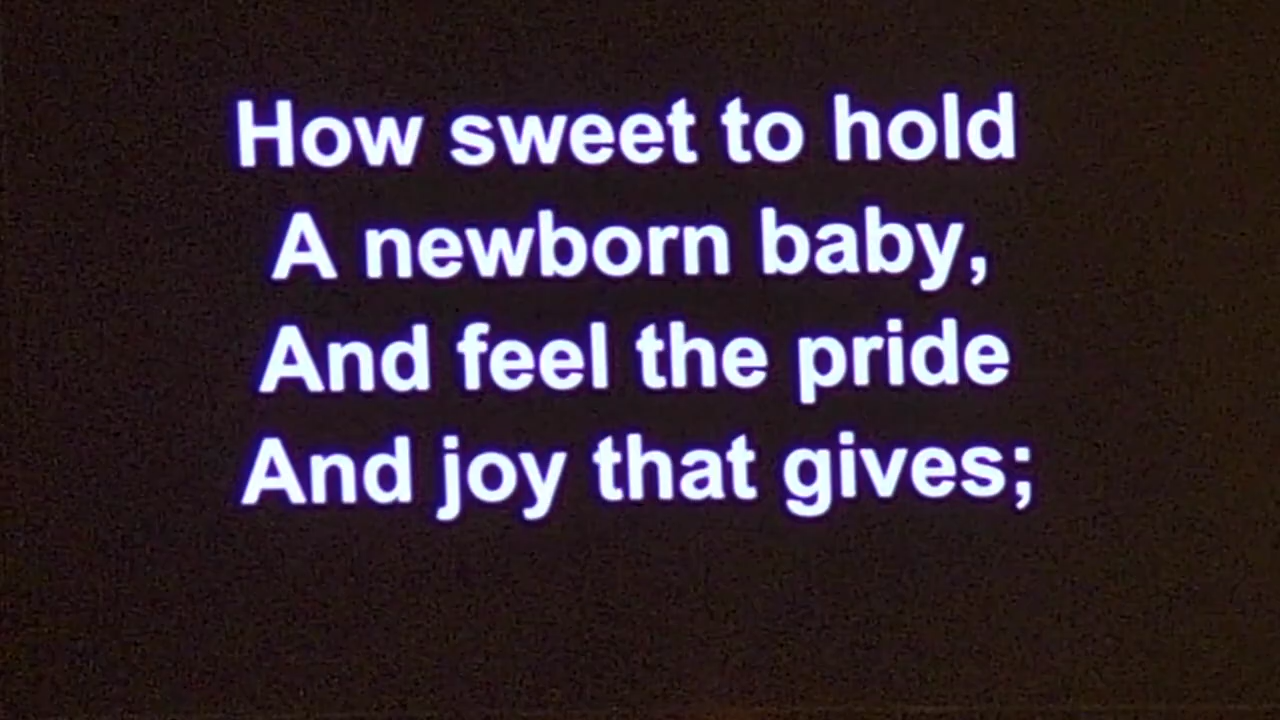 How sweet to hold
A newborn baby,
And feel the pride
And joy that gives;